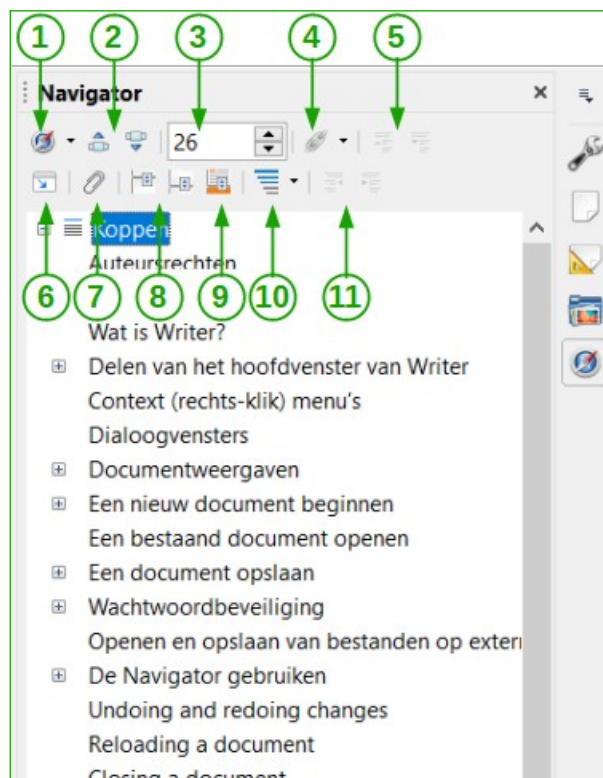 1 2 3 4 5
Navigator
26
Koppen
Auteursrechten
6 7 8 9 10 11
Wat is Writer?
Delen van het hoofdvenster van Writer
Context (rechts-klik) menu's
Dialoogvensters
Documentweergaven
Een nieuw document beginnen
Een bestaand document openen
Een document opslaan
Wachtwoordbeveiliging
Openen en opslaan van bestanden op extern
De Navigator gebruiken
Undoing and redoing changes
Reloading a document
Closing a document